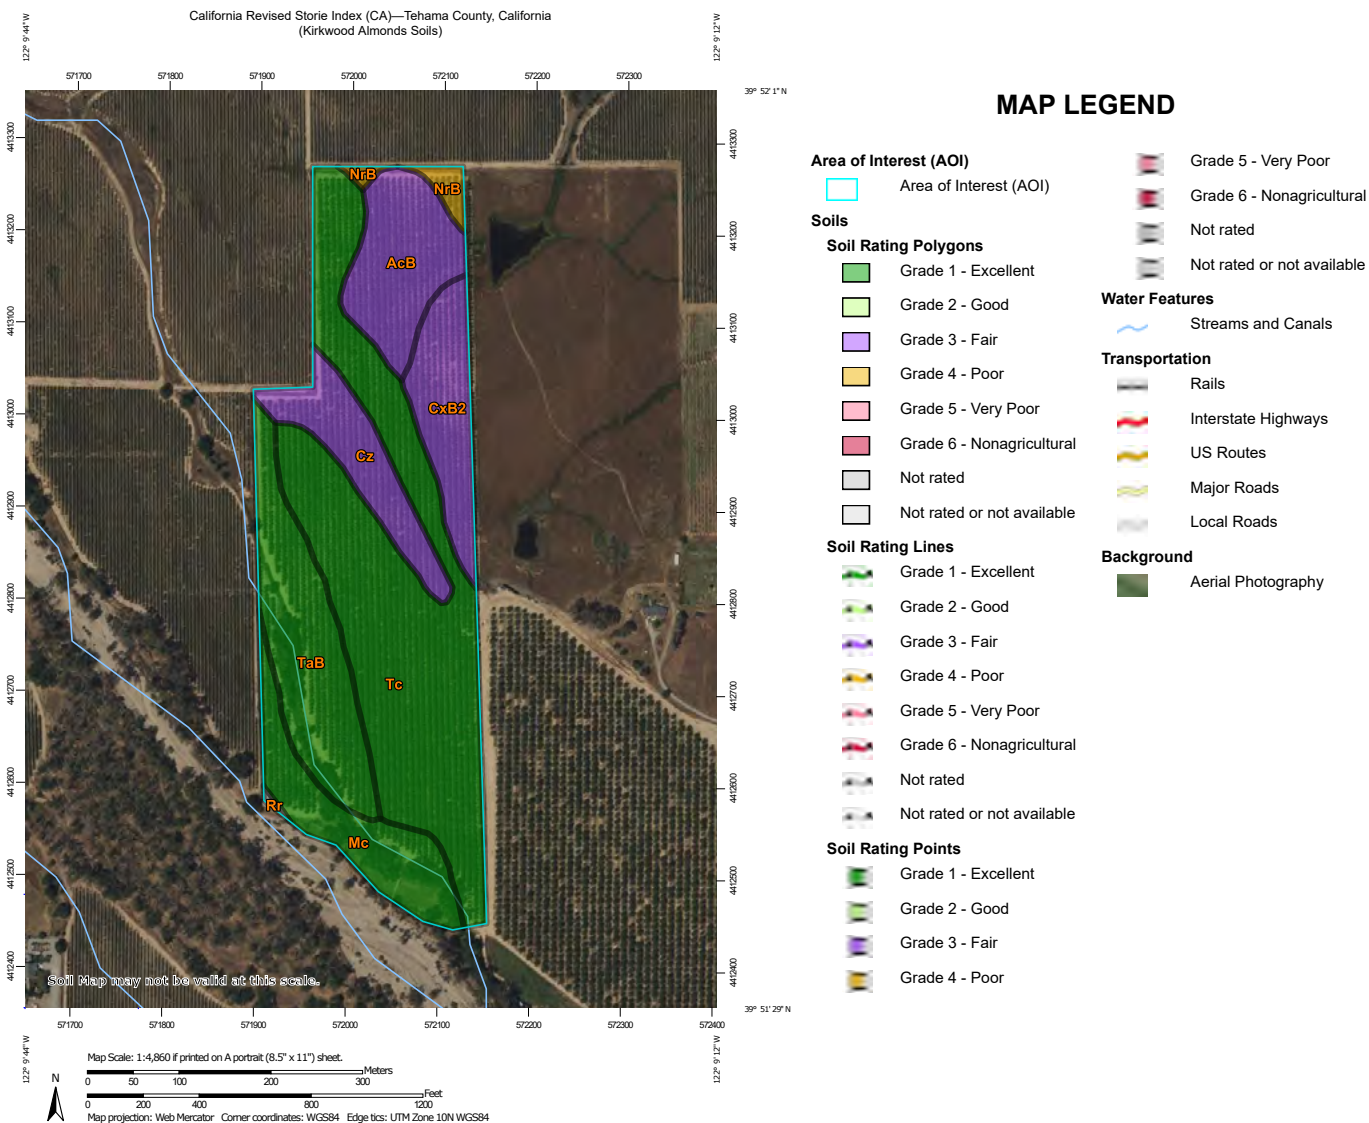 California Revised Storie Index (CA)—Tehama County, California
(Kirkwood Almonds Soils)
122° 9' 44'' W
122° 9' 12'' W
571700
571800
571900
572000
572100
572200
572300
39° 52' 1'' N
4413300
4413200
4413100
4413000
4412900
4412800
4412700
4412600
4412500
4412400
4413300
4413200
4413100
4413000
4412900
4412800
4412700
4412600
4412500
4412400
NrB
NrB
AcB
CxB2
Cz
TaB
Tc
Rr
Mc
Soil Map may not be valid at this scale.
39° 51' 29'' N
571700
571800
571900
572000
572100
572200
572300
572400
122° 9' 44'' W
122° 9' 12'' W
Map Scale: 1:4,860 if printed on A portrait (8.5" x 11") sheet.
N
Meters
0 50 100 200 300
Feet
0 200 400 800 1200
Map projection: Web Mercator Corner coordinates: WGS84 Edge tics: UTM Zone 10N WGS84
MAP LEGEND
Area of Interest (AOI)
Area of Interest (AOI)
Soils
Soil Rating Polygons
Grade 1 - Excellent
Grade 2 - Good
Grade 3 - Fair
Grade 4 - Poor
Grade 5 - Very Poor
Grade 6 - Nonagricultural
Not rated
Not rated or not available
Soil Rating Lines
Grade 1 - Excellent
Grade 2 - Good
Grade 3 - Fair
Grade 4 - Poor
Grade 5 - Very Poor
Grade 6 - Nonagricultural
Not rated
Not rated or not available
Soil Rating Points
Grade 1 - Excellent
Grade 2 - Good
Grade 3 - Fair
Grade 4 - Poor
Grade 5 - Very Poor
Grade 6 - Nonagricultural
Not rated
Not rated or not available
Water Features
Streams and Canals
Transportation
Rails
Interstate Highways
US Routes
Major Roads
Local Roads
Background
Aerial Photography